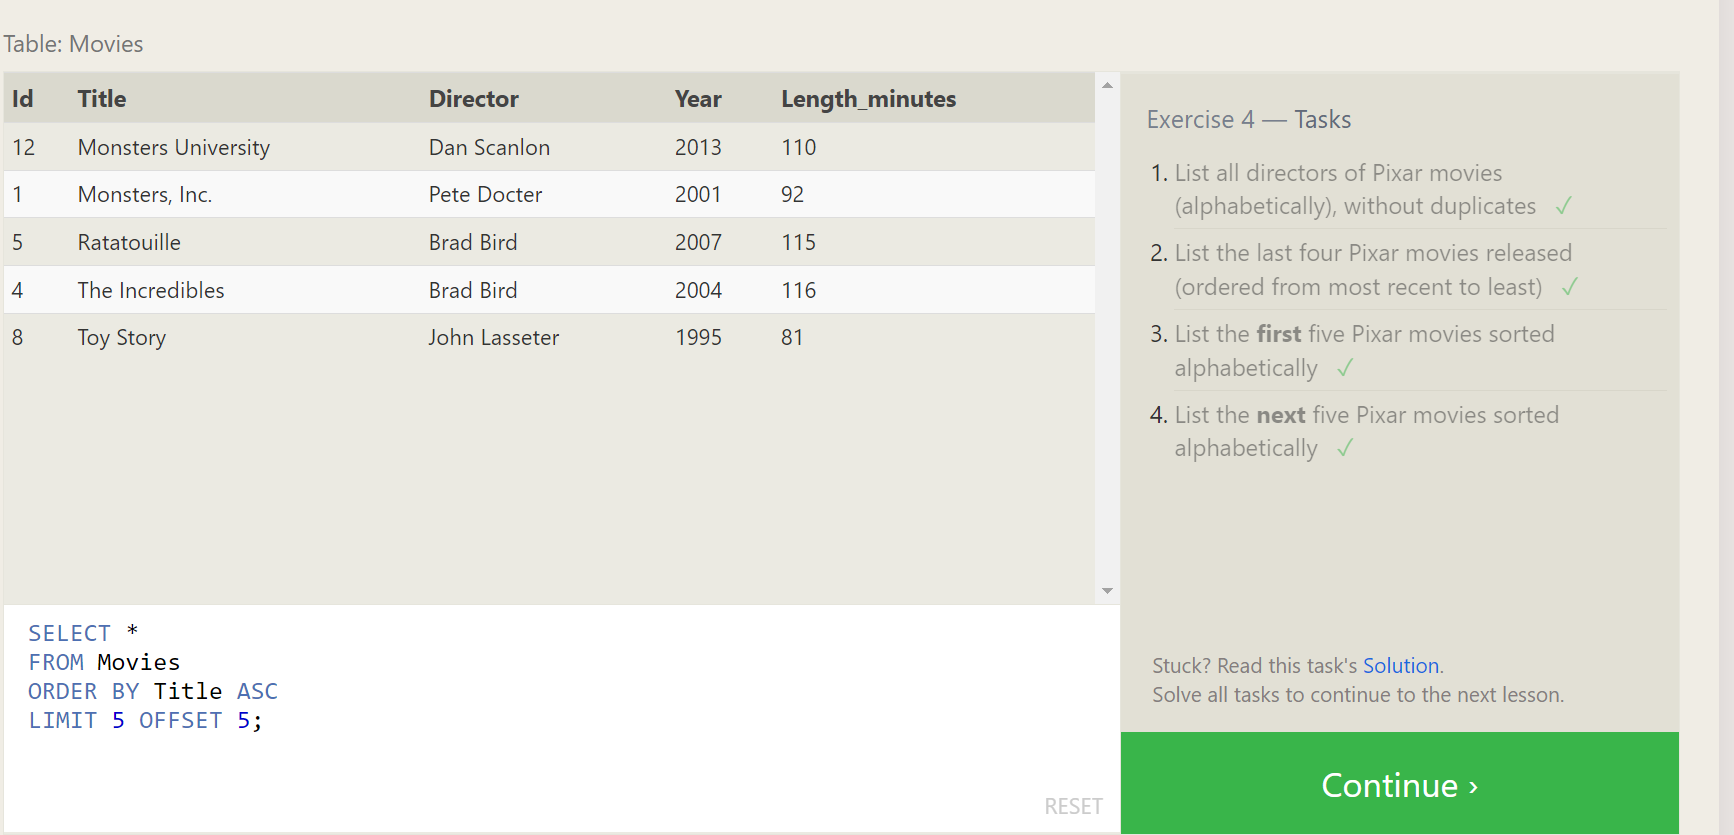 Table: Movies
Id Title Director Year Length_minutes
12 Monsters University Dan Scanlon 2013 110
1 Monsters, Inc. Pete Docter 2001 92
5 Ratatouille Brad Bird 2007 115
4 The Incredibles Brad Bird 2004 116
8 Toy Story John Lasseter 1995 81
SELECT *
FROM Movies
ORDER BY Title ASC
LIMIT 5 OFFSET 5;
RESET
Exercise 4 — Tasks
1. List all directors of Pixar movies
(alphabetically), without duplicates ✓
2. List the last four Pixar movies released
(ordered from most recent to least) ✓
3. List the first five Pixar movies sorted
alphabetically ✓
4. List the next five Pixar movies sorted
alphabetically ✓
Stuck? Read this task's Solution.
Solve all tasks to continue to the next lesson.
Continue ›